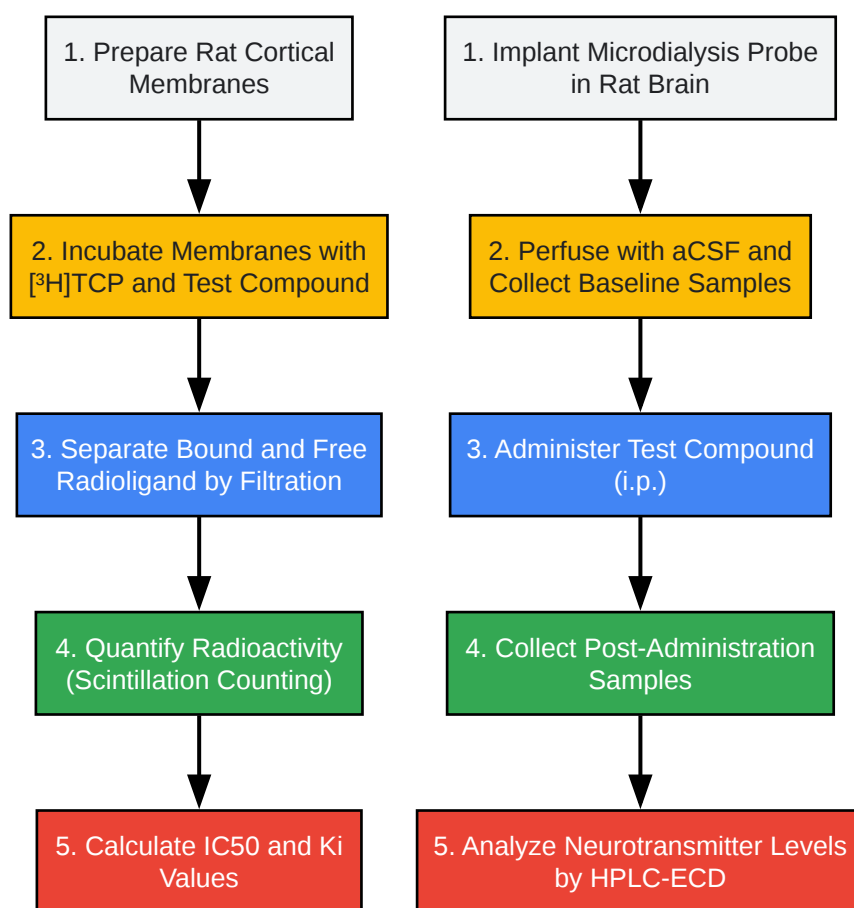 1. Prepare Rat Cortical
Membranes
2. Incubate Membranes with
[³H]TCP and Test Compound
3. Separate Bound and Free
Radioligand by Filtration
4. Quantify Radioactivity
(Scintillation Counting)
5. Calculate IC50 and Ki
Values
1. Implant Microdialysis Probe
in Rat Brain
2. Perfuse with aCSF and
Collect Baseline Samples
3. Administer Test Compound
(i.p.)
4. Collect Post-Administration
Samples
5. Analyze Neurotransmitter Levels
by HPLC-ECD